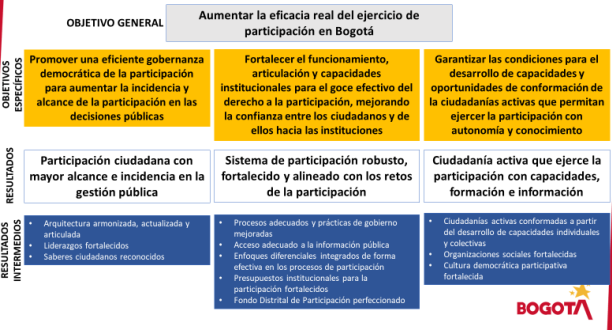 OBJETIVO GENERAL
Aumentar la eficacia real del ejercicio de
participación en Bogotá
OBJETIVOS
ESPECÍFICOS
Promover una eficiente gobernanza
democrática de la participación
para aumentar la incidencia y
alcance de la participación en las
decisiones públicas
Fortalecer el funcionamiento,
articulación y capacidades
institucionales para el goce efectivo del
derecho a la participación, mejorando
la confianza entre los ciudadanos y de
ellos hacia las instituciones
Garantizar las condiciones para el
desarrollo de capacidades y
oportunidades de conformación de
la ciudadanías activas que permitan
ejercer la participación con
autonomía y conocimiento
RESULTADOS
Participación ciudadana con
mayor alcance e incidencia en la
gestión pública
Sistema de participación robusto,
fortalecido y alineado con los retos
de la participación
Ciudadanía activa que ejerce la
participación con capacidades,
formación e información
RESULTADOS
INTERMEDIOS
• Arquitectura armonizada, actualizada y
articulada
• Liderazgos fortalecidos
• Saberes ciudadanos reconocidos
• Procesos adecuados y prácticas de gobierno
mejoradas
• Acceso adecuado a la información pública
• Enfoques diferenciales integrados de forma
efectiva en los procesos de participación
• Presupuestos institucionales para la
participación fortalecidos
• Fondo Distrital de Participación perfeccionado
• Ciudadanías activas conformadas a partir
del desarrollo de capacidades individuales
y colectivas
• Organizaciones sociales fortalecidas
• Cultura democrática participativa
fortalecida
BOGOTÁ